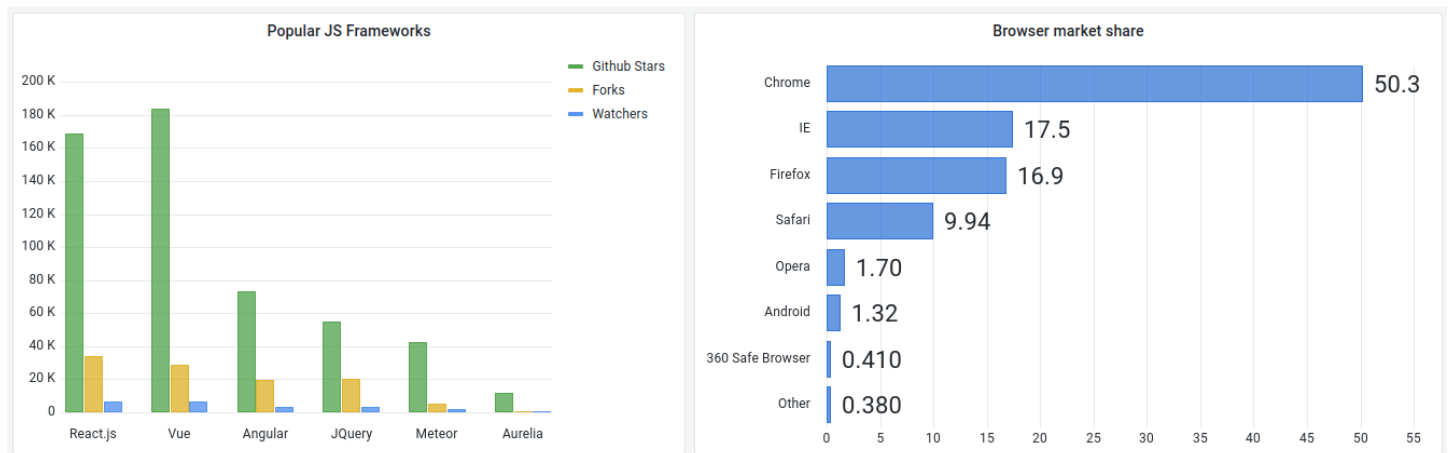 Popular JS Frameworks
Github Stars
Forks
Watchers
200 K
180 K
160 K
140 K
120 K
100 K
80 K
60 K
40 K
20 K
0
React.js Vue Angular JQuery Meteor Aurelia
Browser market share
Chrome 50.3
IE 17.5
Firefox 16.9
Safari 9.94
Opera 1.70
Android 1.32
360 Safe Browser 0.410
Other 0.380
0 5 10 15 20 25 30 35 40 45 50 55